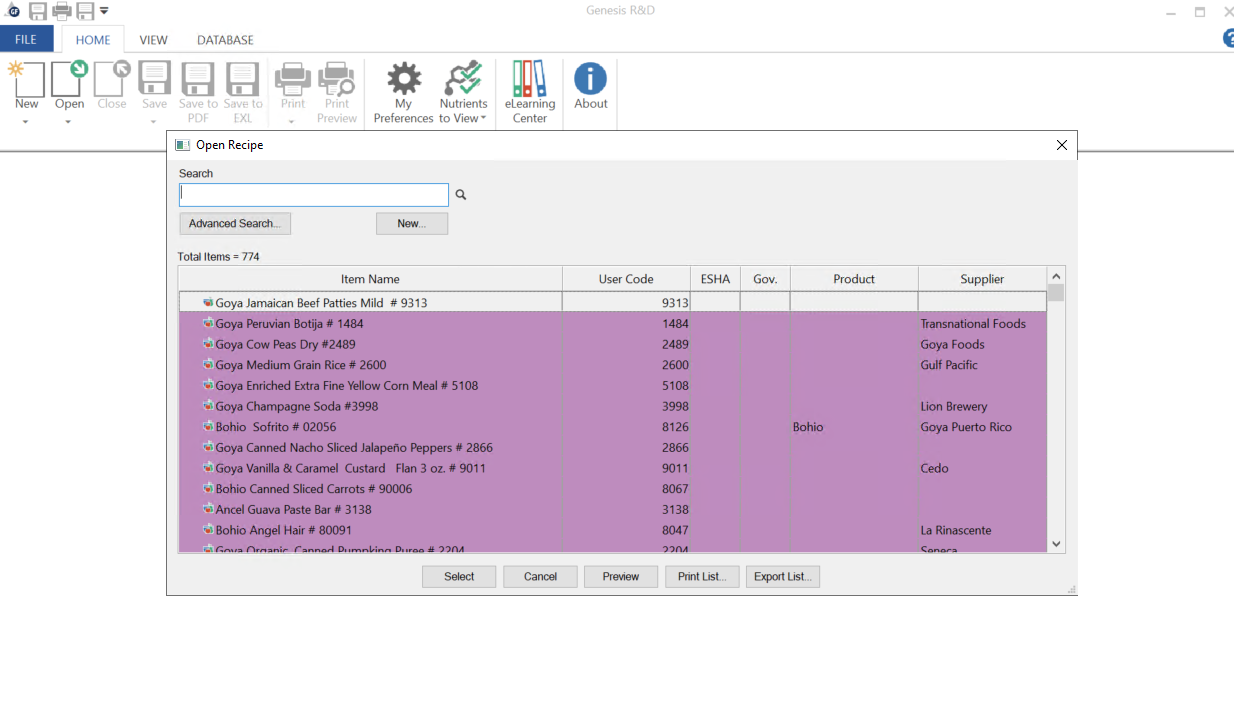 Genesis R&D
FILE HOME VIEW DATABASE
New Open Close Save Save to PDF Save to EXL Print Print Preview My Preferences Nutrients to View eLearning Center About
Open Recipe
Search
Advanced Search... New...
Total Items = 774
Item Name User Code ESHA Gov. Product Supplier
Goya Jamaican Beef Patties Mild # 9313 9313
Goya Peruvian Botija # 1484 1484 Transnational Foods
Goya Cow Peas Dry #2489 2489 Goya Foods
Goya Medium Grain Rice # 2600 2600 Gulf Pacific
Goya Enriched Extra Fine Yellow Corn Meal # 5108 5108
Goya Champagne Soda #3998 3998 Lion Brewery
Bohio Sofrito # 02056 8126 Bohio Goya Puerto Rico
Goya Canned Nacho Sliced Jalapeño Peppers # 2866 2866
Goya Vanilla & Caramel Custard Flan 3 oz. # 9011 9011 Cedo
Bohio Canned Sliced Carrots # 90006 8067
Ancel Guava Paste Bar # 3138 3138
Bohio Angel Hair # 80091 8047 La Rinascente
Goya Organic Canned Pumpking Puree # 2204 2204 Seneca
Select Cancel Preview Print List... Export List...